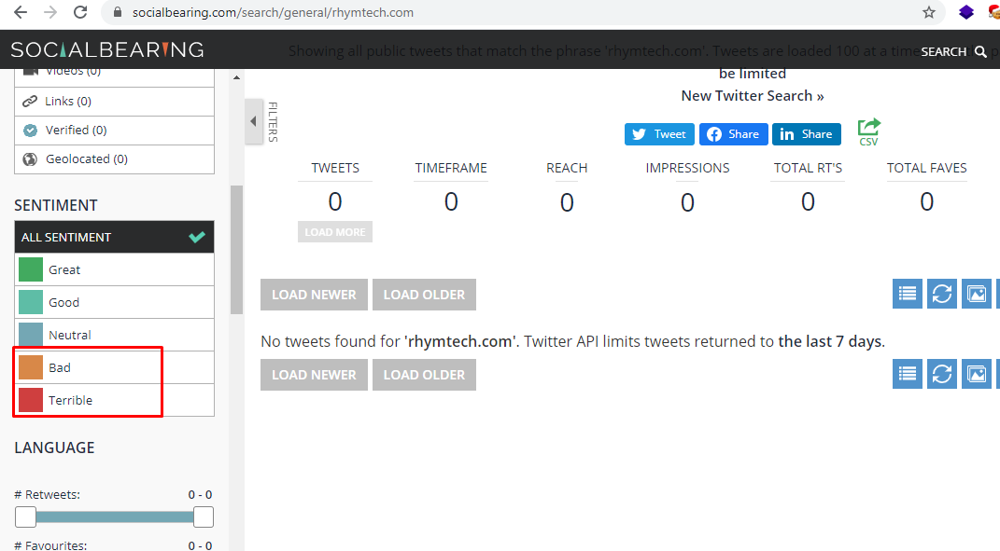 socialbearing.com/search/general/rhymtech.com
SOCIALBEARING
Showing all public tweets that match the phrase 'rhymtech.com'. Tweets are loaded 100 at a time
SEARCH
be limited
New Twitter Search »
Videos (0)
Links (0)
Verified (0)
Geolocated (0)
FILTERS
Tweet
Share
Share
CSV
TWEETS
TIMEFRAME
REACH
IMPRESSIONS
TOTAL RT'S
TOTAL FAVES
0
0
0
0
0
0
LOAD MORE
SENTIMENT
ALL SENTIMENT
Great
Good
Neutral
Bad
Terrible
LOAD NEWER
LOAD OLDER
No tweets found for 'rhymtech.com'. Twitter API limits tweets returned to the last 7 days.
LOAD NEWER
LOAD OLDER
LANGUAGE
# Retweets: 0 - 0
# Favourites: 0 - 0